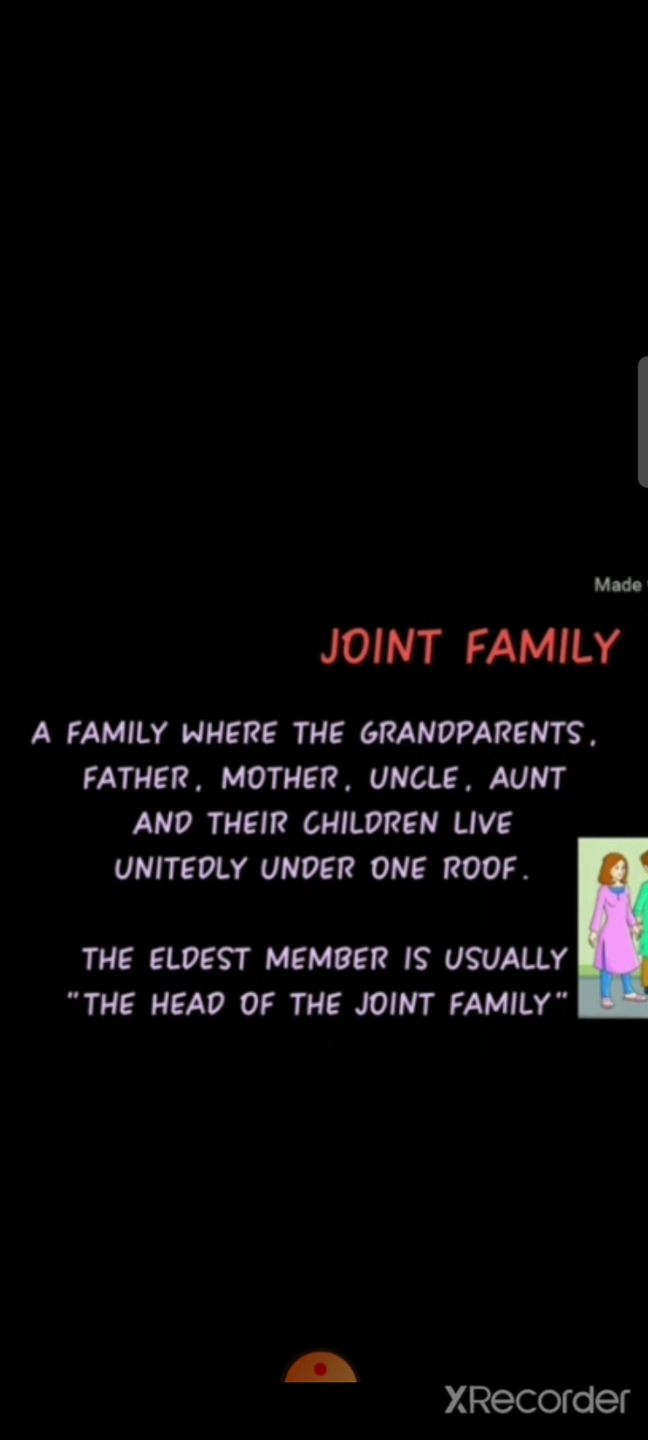 Made
JOINT FAMILY
A FAMILY WHERE THE GRANDPARENTS,
FATHER, MOTHER, UNCLE, AUNT
AND THEIR CHILDREN LIVE
UNITEDLY UNDER ONE ROOF.
THE ELDEST MEMBER IS USUALLY
"THE HEAD OF THE JOINT FAMILY"
XRecorder